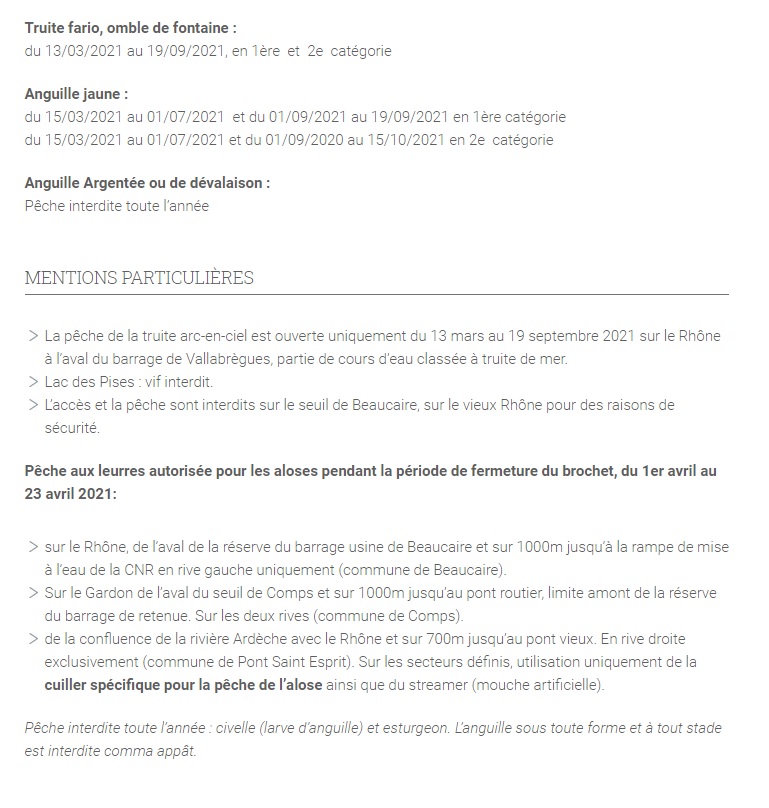 Truite fario, omble de fontaine :
du 13/03/2021 au 19/09/2021, en 1ère et 2e catégorie
Anguille jaune :
du 15/03/2021 au 01/07/2021 et du 01/09/2021 au 19/09/2021 en 1ère catégorie
du 15/03/2021 au 01/07/2021 et du 01/09/2020 au 15/10/2021 en 2e catégorie
Anguille Argentée ou de dévalaison :
Pêche interdite toute l’année
MENTIONS PARTICULIÈRES
> La pêche de la truite arc-en-ciel est ouverte uniquement du 13 mars au 19 septembre 2021 sur le Rhône
à l’aval du barrage de Vallabrègues, partie de cours d’eau classée à truite de mer.
> Lac des Pises : vif interdit.
> L’accès et la pêche sont interdits sur le seuil de Beaucaire, sur le vieux Rhône pour des raisons de
sécurité.
Pêche aux leurres autorisée pour les aloses pendant la période de fermeture du brochet, du 1er avril au
23 avril 2021:
> sur le Rhône, de l’aval de la réserve du barrage usine de Beaucaire et sur 1000m jusqu’à la rampe de mise
à l’eau de la CNR en rive gauche uniquement (commune de Beaucaire).
> Sur le Gardon de l’aval du seuil de Comps et sur 1000m jusqu’au pont routier, limite amont de la réserve
du barrage de retenue. Sur les deux rives (commune de Comps).
> de la confluence de la rivière Ardèche avec le Rhône et sur 700m jusqu’au pont vieux. En rive droite
exclusivement (commune de Pont Saint Esprit). Sur les secteurs définis, utilisation uniquement de la
cuiller spécifique pour la pêche de l’alose ainsi que du streamer (mouche artificielle).
Pêche interdite toute l’année : civelle (larve d’anguille) et esturgeon. L’anguille sous toute forme et à tout stade
est interdite comma appât.